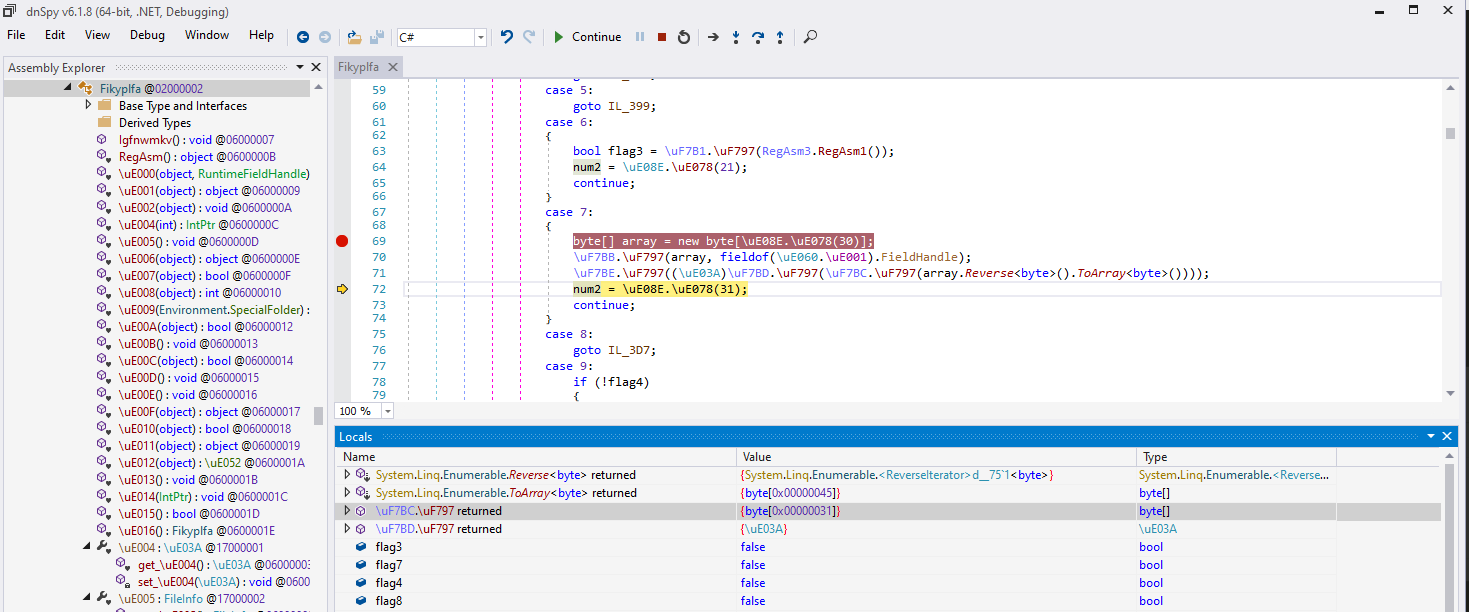 dnSpy v6.1.8 (64-bit, .NET, Debugging)
File Edit View Debug Window Help C# Continue
Assembly Explorer
Fikyplfa @02000002
Base Type and Interfaces
Derived Types
Igfnwmkv() : void @06000007
RegAsm() : object @0600000B
\uE000(object, RuntimeFieldHandle)
\uE001(object) : object @06000009
\uE002(object) : void @0600000A
\uE004(int) : IntPtr @0600000C
\uE005() : void @0600000D
\uE006(object) : object @0600000E
\uE007(object) : bool @0600000F
\uE008(object) : int @06000010
\uE009(Environment.SpecialFolder) :
\uE00A(object) : bool @06000012
\uE00B() : void @06000013
\uE00C(object) : bool @06000014
\uE00D() : void @06000015
\uE00E() : void @06000016
\uE00F(object) : object @06000017
\uE010(object) : bool @06000018
\uE011(object) : object @06000019
\uE012(object) : \uE052 @0600001A
\uE013() : void @0600001B
\uE014(IntPtr) : void @0600001C
\uE015() : bool @0600001D
\uE016() : Fikyplfa @0600001E
\uE004 : \uE03A @17000001
get_\uE004() : \uE03A @0600003
set_\uE004(\uE03A) : void @0600
\uE005 : FileInfo @17000002
Fikyplfa
59 case 5:
60 goto IL_399;
61 case 6:
62 {
63 bool flag3 = \uF7B1.\uF797(RegAsm3.RegAsm1());
64 num2 = \uE08E.\uE078(21);
65 continue;
66 }
67 case 7:
68 {
69 byte[] array = new byte[\uE08E.\uE078(30)];
70 \uF7BB.\uF797(array, fieldof(\uE060.\uE001).FieldHandle);
71 \uF7BE.\uF797((\uE03A)\uF7BD.\uF797(\uF7BC.\uF797(array.Reverse<byte>().ToArray<byte>())));
72 num2 = \uE08E.\uE078(31);
73 continue;
74 }
75 case 8:
76 goto IL_3D7;
77 case 9:
78 if (!flag4)
79 {
100 %
Locals
Name Value Type
System.Linq.Enumerable.Reverse<byte> returned {System.Linq.Enumerable.<ReverseIterator>d__75`1<byte>} System.Linq.Enumerable.<Reverse...
System.Linq.Enumerable.ToArray<byte> returned {byte[0x00000045]} byte[]
\uF7BC.\uF797 returned {byte[0x00000031]} byte[]
\uF7BD.\uF797 returned {\uE03A} \uE03A
flag3 false bool
flag7 false bool
flag4 false bool
flag8 false bool